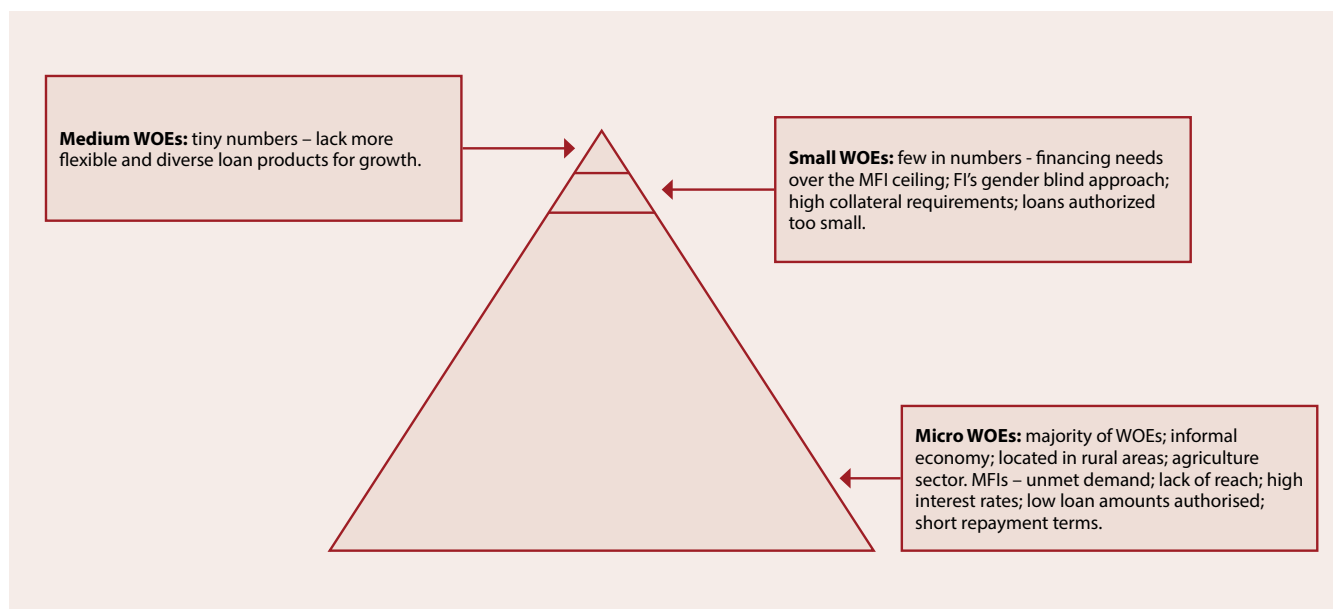 Medium WOEs: tiny numbers – lack more
flexible and diverse loan products for growth.
Small WOEs: few in numbers - financing needs
over the MFI ceiling; FI’s gender blind approach;
high collateral requirements; loans authorized
too small.
Micro WOEs: majority of WOEs; informal
economy; located in rural areas; agriculture
sector. MFIs – unmet demand; lack of reach; high
interest rates; low loan amounts authorised;
short repayment terms.